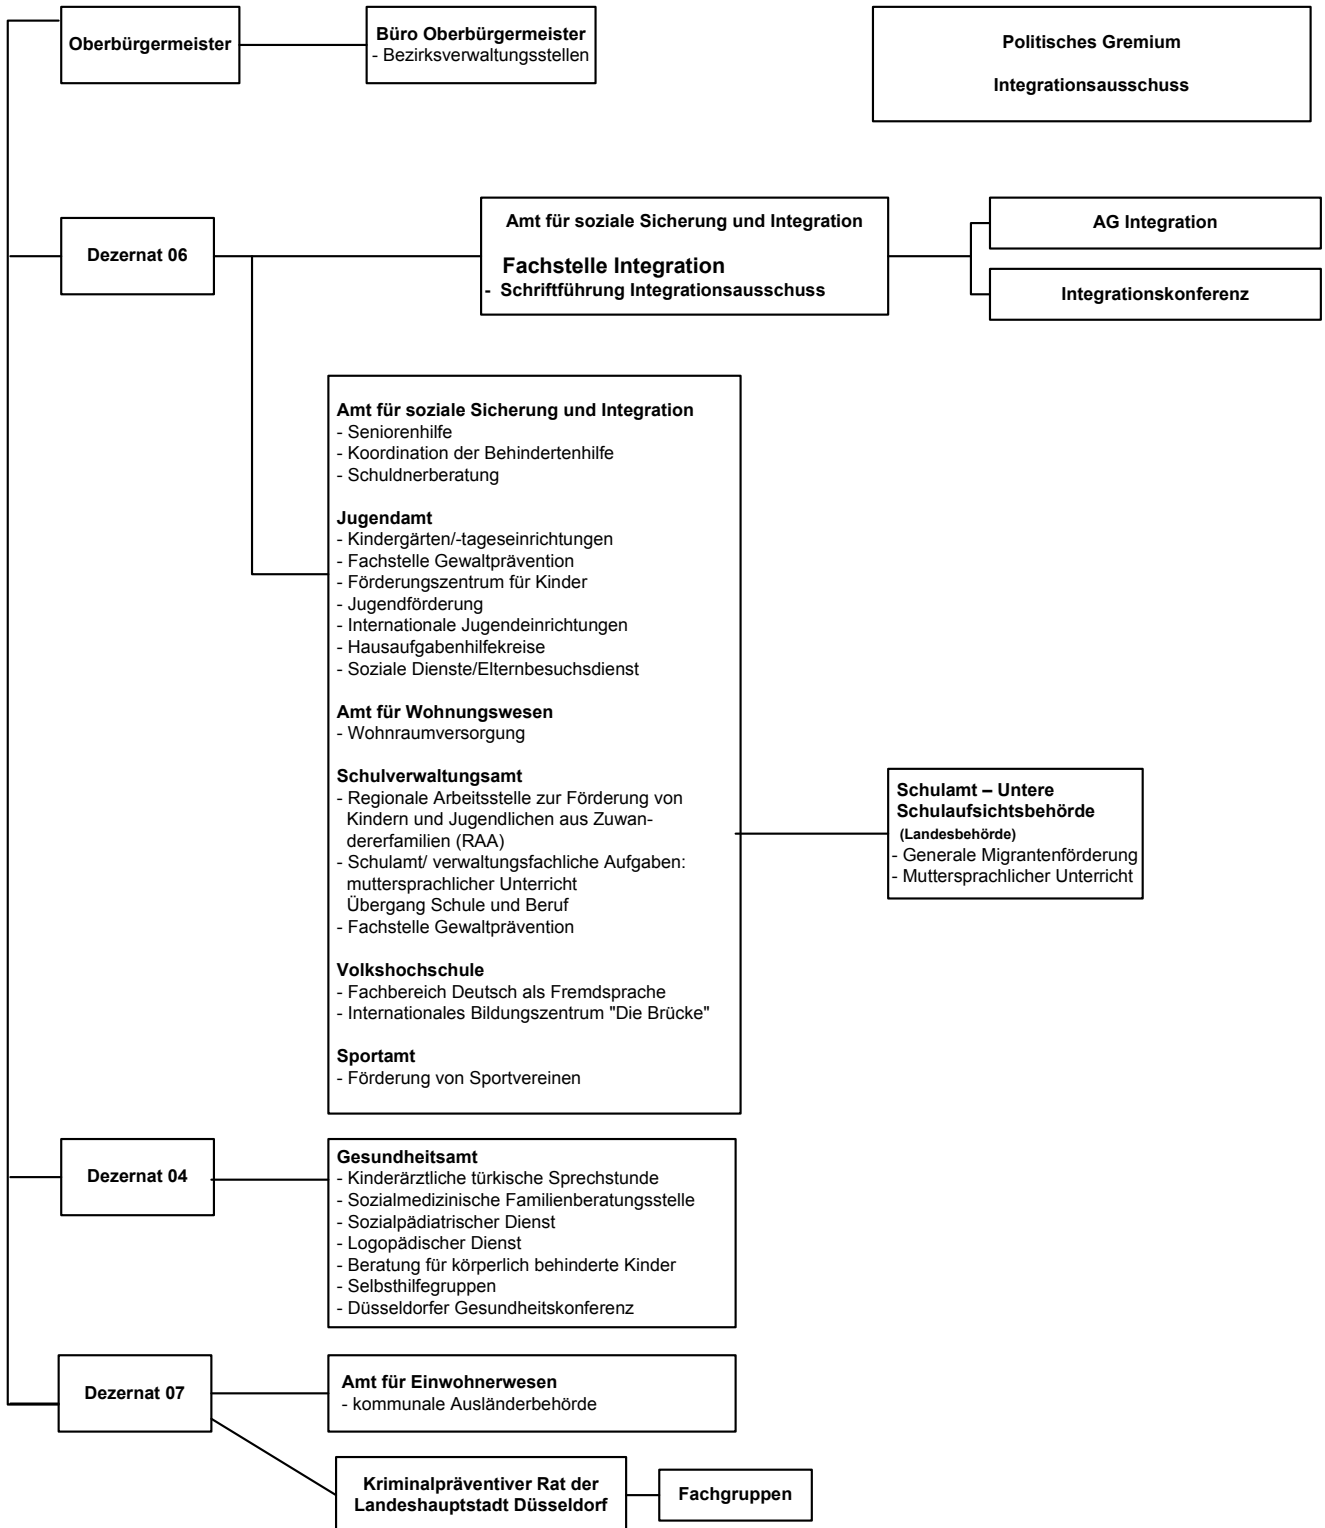 Oberbürgermeister
Büro Oberbürgermeister
- Bezirksverwaltungsstellen
Politisches Gremium
Integrationsausschuss
Dezernat 06
Amt für soziale Sicherung und Integration
Fachstelle Integration
- Schriftführung Integrationsausschuss
AG Integration
Integrationskonferenz
Amt für soziale Sicherung und Integration
- Seniorenhilfe
- Koordination der Behindertenhilfe
- Schuldnerberatung
Jugendamt
- Kindergärten/-tageseinrichtungen
- Fachstelle Gewaltprävention
- Förderungszentrum für Kinder
- Jugendförderung
- Internationale Jugendeinrichtungen
- Hausaufgabenhilfekreise
- Soziale Dienste/Elternbesuchsdienst
Amt für Wohnungswesen
- Wohnraumversorgung
Schulverwaltungsamt
- Regionale Arbeitsstelle zur Förderung von
Kindern und Jugendlichen aus Zuwan-
dererfamilien (RAA)
- Schulamt/ verwaltungsfachliche Aufgaben:
muttersprachlicher Unterricht
Übergang Schule und Beruf
- Fachstelle Gewaltprävention
Volkshochschule
- Fachbereich Deutsch als Fremdsprache
- Internationales Bildungszentrum "Die Brücke"
Sportamt
- Förderung von Sportvereinen
Schulamt – Untere
Schulaufsichtsbehörde
(Landesbehörde)
- Generale Migrantenförderung
- Muttersprachlicher Unterricht
Dezernat 04
Gesundheitsamt
- Kinderärztliche türkische Sprechstunde
- Sozialmedizinische Familienberatungsstelle
- Sozialpädiatrischer Dienst
- Logopädischer Dienst
- Beratung für körperlich behinderte Kinder
- Selbsthilfegruppen
- Düsseldorfer Gesundheitskonferenz
Dezernat 07
Amt für Einwohnerwesen
- kommunale Ausländerbehörde
Kriminalpräventiver Rat der
Landeshauptstadt Düsseldorf
Fachgruppen